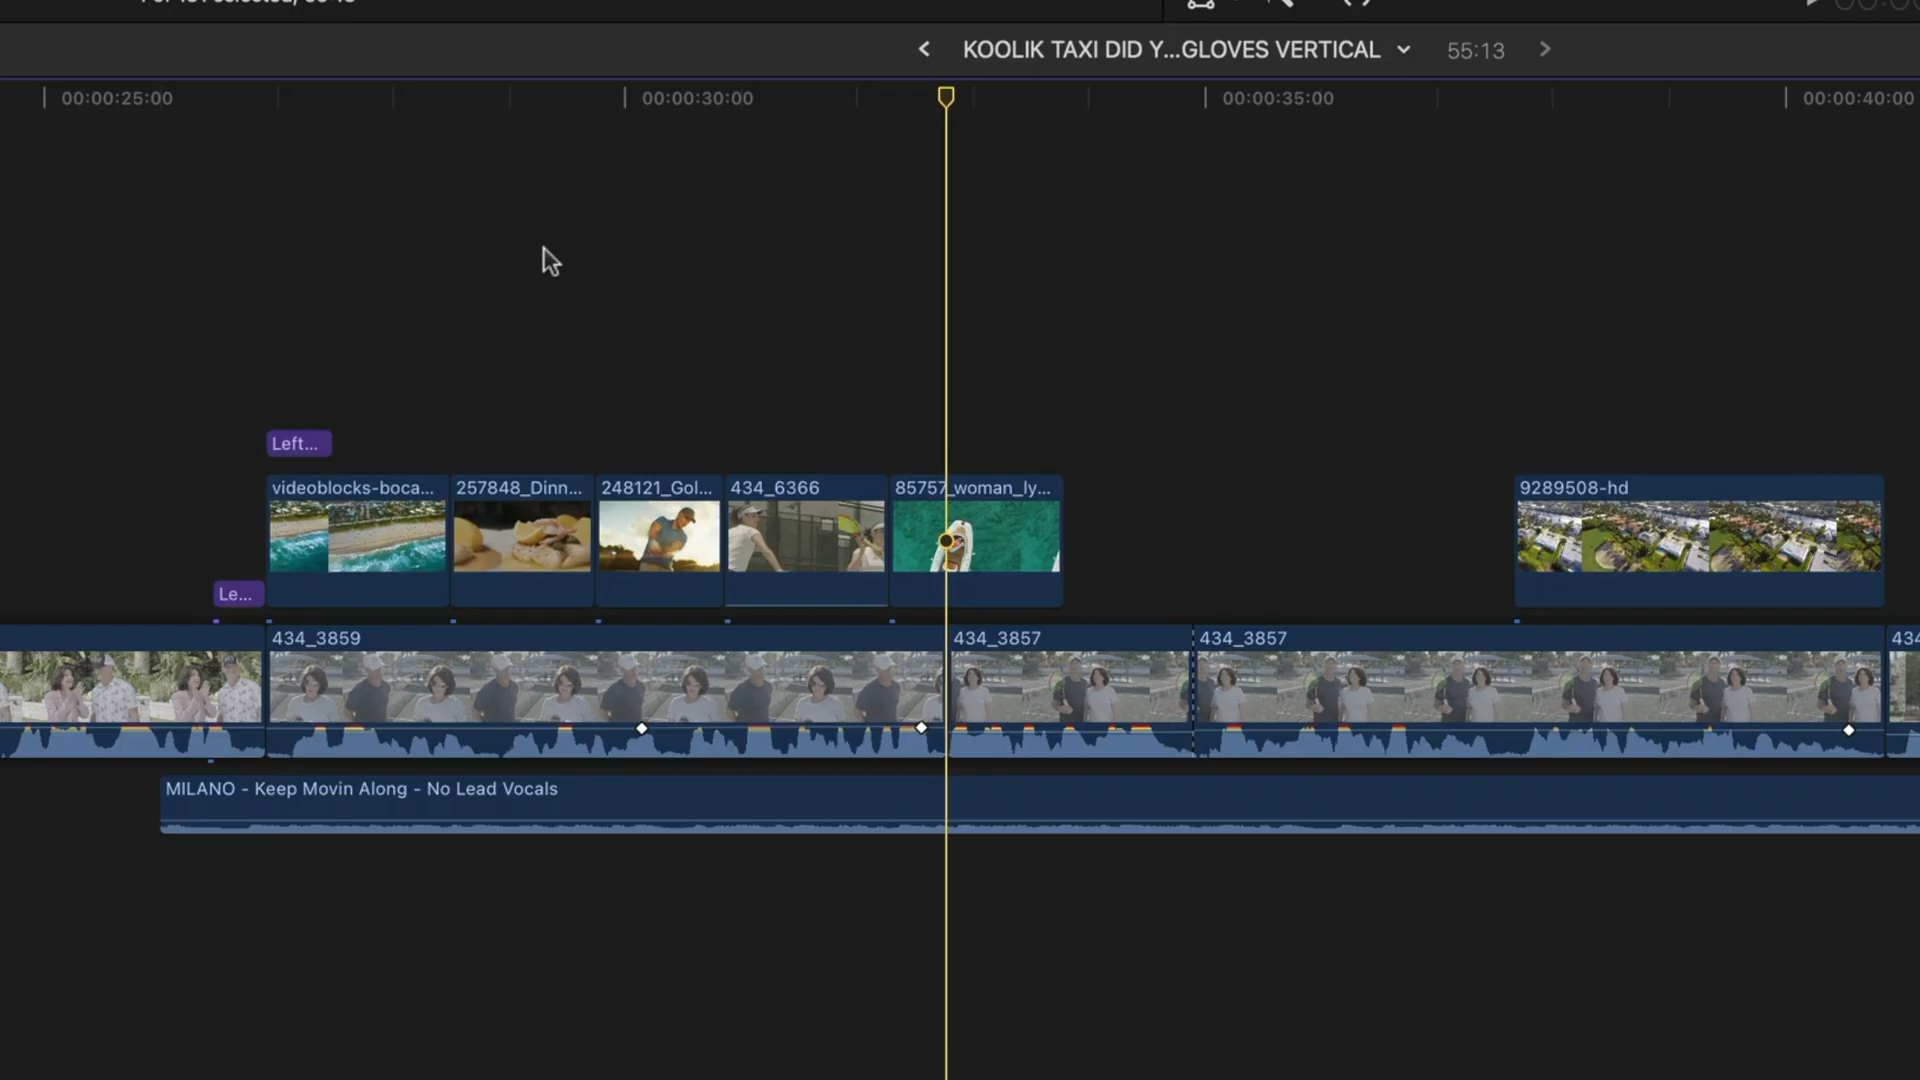 KOOLIK TAXI DID Y...GLOVES VERTICAL 55:13
00:00:25:00 00:00:30:00 00:00:35:00 00:00:40:00
Left...
videoblocks-boca... 257848_Dinn... 248121_Gol... 434_6366 85757_woman_ly... 9289508-hd
Le...
434_3859 434_3857 434_3857 434
MILANO - Keep Movin Along - No Lead Vocals